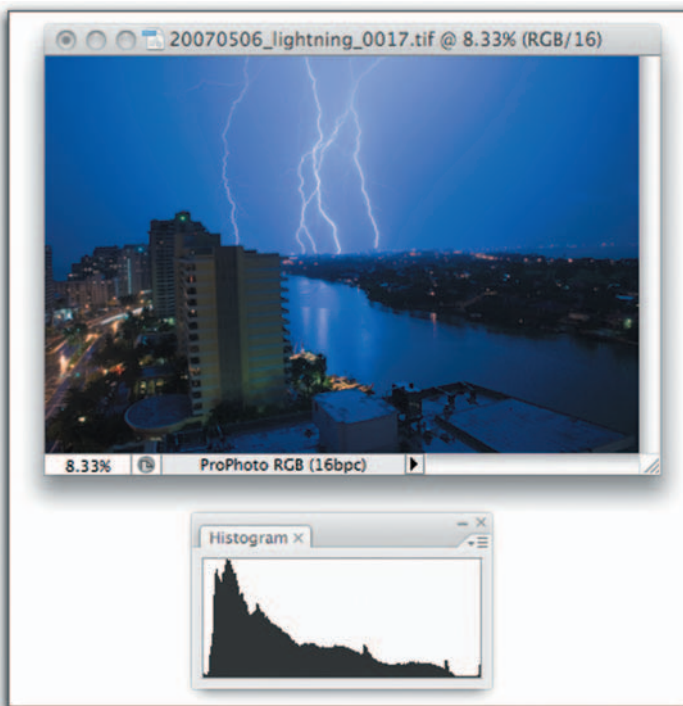 20070506_lightning_0017.tif @ 8.33% (RGB/16)
8.33%
ProPhoto RGB (16bpc)
Histogram